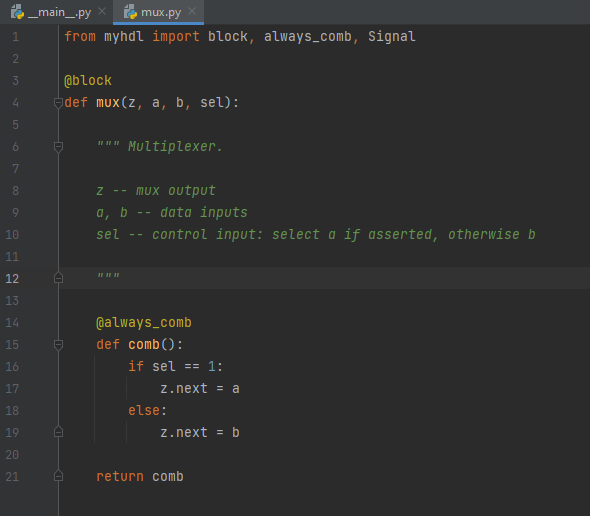 __main__.py × mux.py ×
1 from myhdl import block, always_comb, Signal
2
3 @block
4 def mux(z, a, b, sel):
5
6     """ Multiplexer.
7
8     z -- mux output
9     a, b -- data inputs
10     sel -- control input: select a if asserted, otherwise b
11
12     """
13
14     @always_comb
15     def comb():
16         if sel == 1:
17             z.next = a
18         else:
19             z.next = b
20
21     return comb